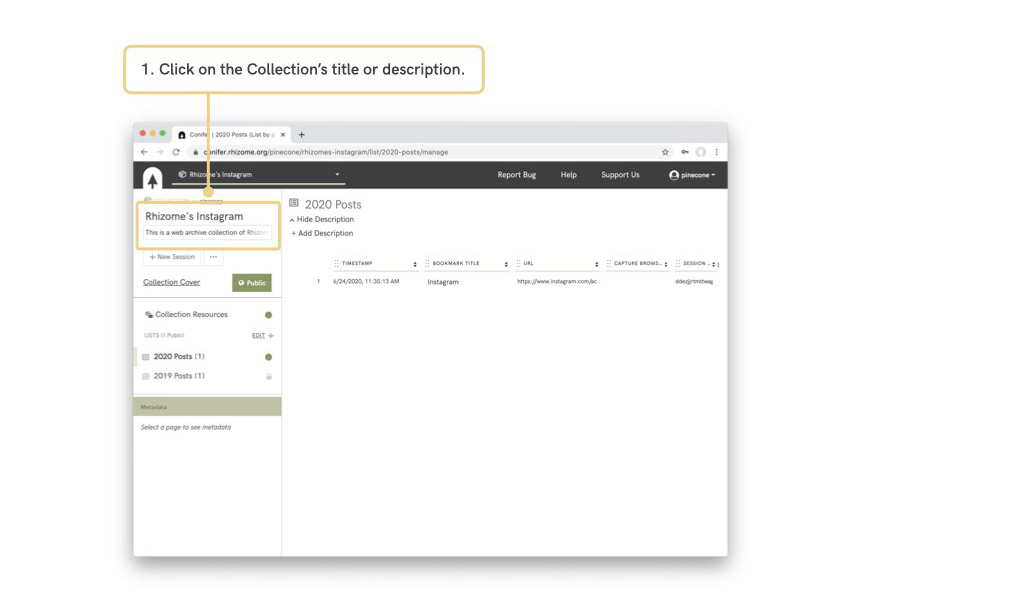 1. Click on the Collection's title or description.
Conifer | 2020 Posts (List by
conifer.rhizome.org/pinecone/rhizomes-instagram/list/2020-posts/manage
Rhizome's Instagram
Report Bug
Help
Support Us
pinecone
Rhizome's Instagram
This is a web archive collection of Rhizom
+ New Session
Collection Cover
Public
Collection Resources
LISTS (1 Public)
EDIT +
2020 Posts (1)
2019 Posts (1)
Metadata
Select a page to see metadata
2020 Posts
Hide Description
+ Add Description
TIMESTAMP
BOOKMARK TITLE
URL
CAPTURE BROWS..
SESSION ..
1
6/24/2020, 11:35:13 AM
Instagram
https://www.instagram.com/ac